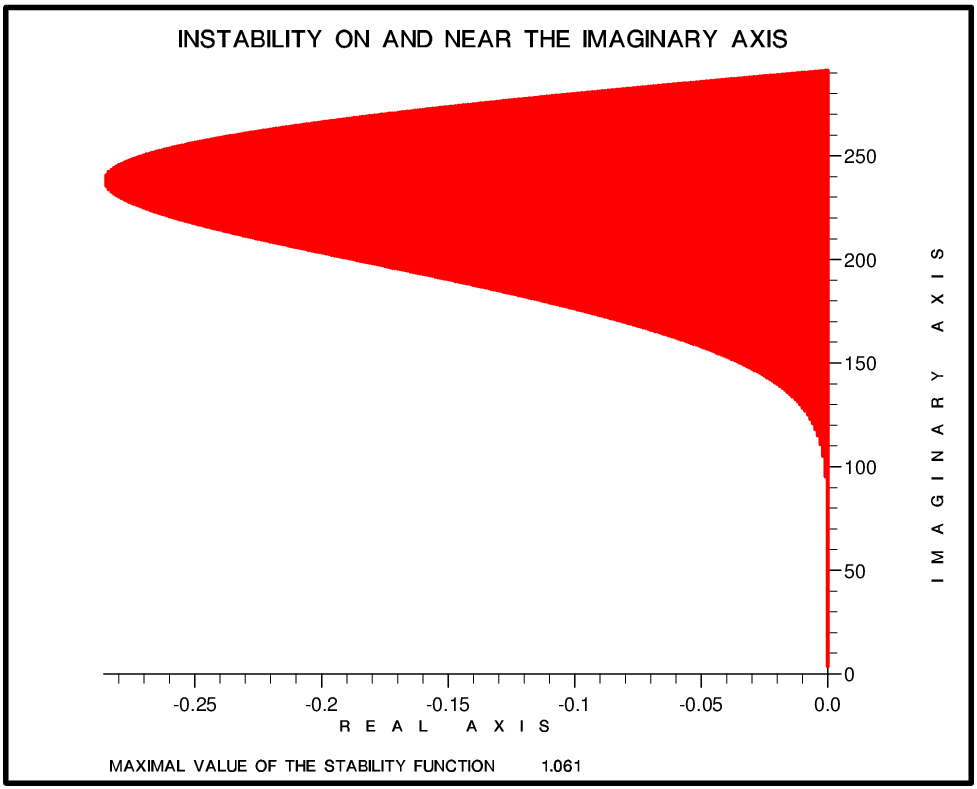 INSTABILITY ON AND NEAR THE IMAGINARY AXIS
250
200
150
100
50
0
IMAGINARY AXIS
-0.25 -0.2 -0.15 -0.1 -0.05 0.0
REAL AXIS
MAXIMAL VALUE OF THE STABILITY FUNCTION 1.061